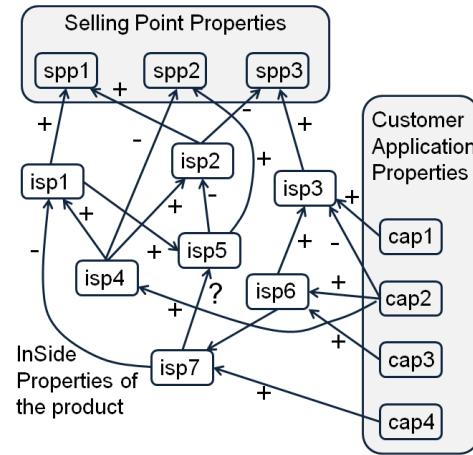 Selling Point Properties
spp1
spp2
spp3
+
-
-
+
+
Customer
Application
Properties
isp2
+
isp1
isp3
+
+
-
+
-
+
+
-
cap1
isp5
isp4
+
?
isp6
+
cap2
+
InSide
Properties of
the product
isp7
+
cap3
+
cap4